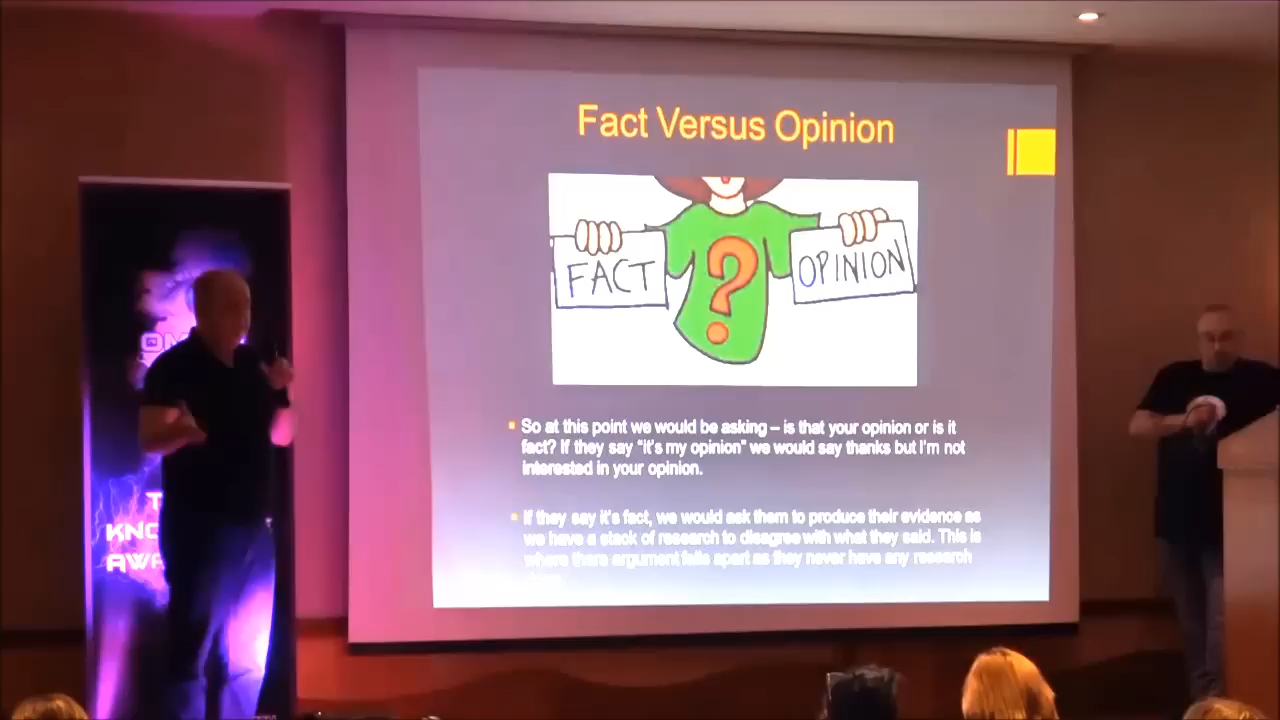 Fact Versus Opinion
FACT
OPINION
?
So at this point we would be asking – is that your opinion or is it
fact? If they say “it’s my opinion” we would say thanks but I’m not
interested in your opinion.
If they say it’s fact, we would ask them to produce their evidence as
we have a stack of research to disagree with what they said. This is
where there argument falls apart as they never have any research